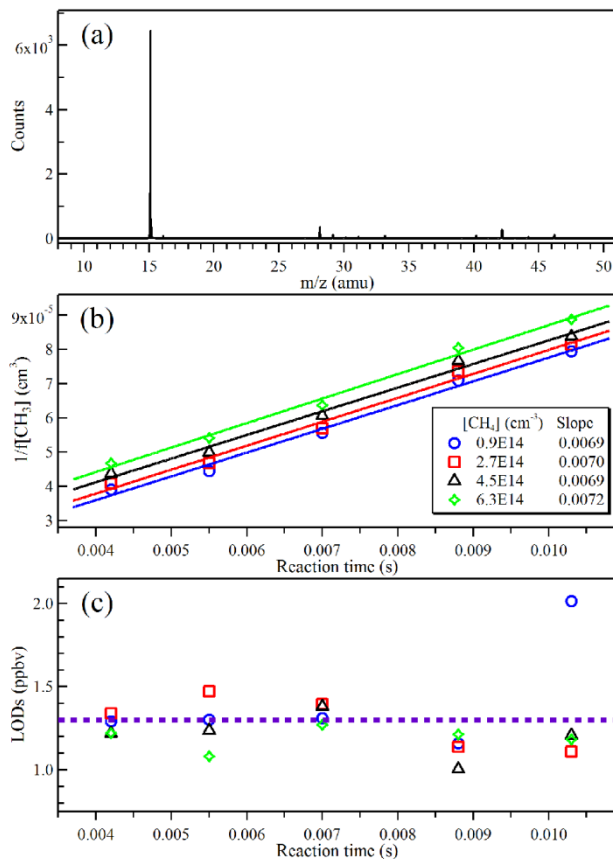 (a)
6x10³
4
2
0
Counts
10 15 20 25 30 35 40 45 50
m/z (amu)
(b)
9x10⁻⁵
8
7
6
5
4
3
1/f[CH₃] (cm³)
[CH₄] (cm⁻³) Slope
0.9E14 0.0069
2.7E14 0.0070
4.5E14 0.0069
6.3E14 0.0072
0.004 0.005 0.006 0.007 0.008 0.009 0.010
Reaction time (s)
(c)
2.0
1.5
1.0
LODs (ppbv)
0.004 0.005 0.006 0.007 0.008 0.009 0.010
Reaction time (s)